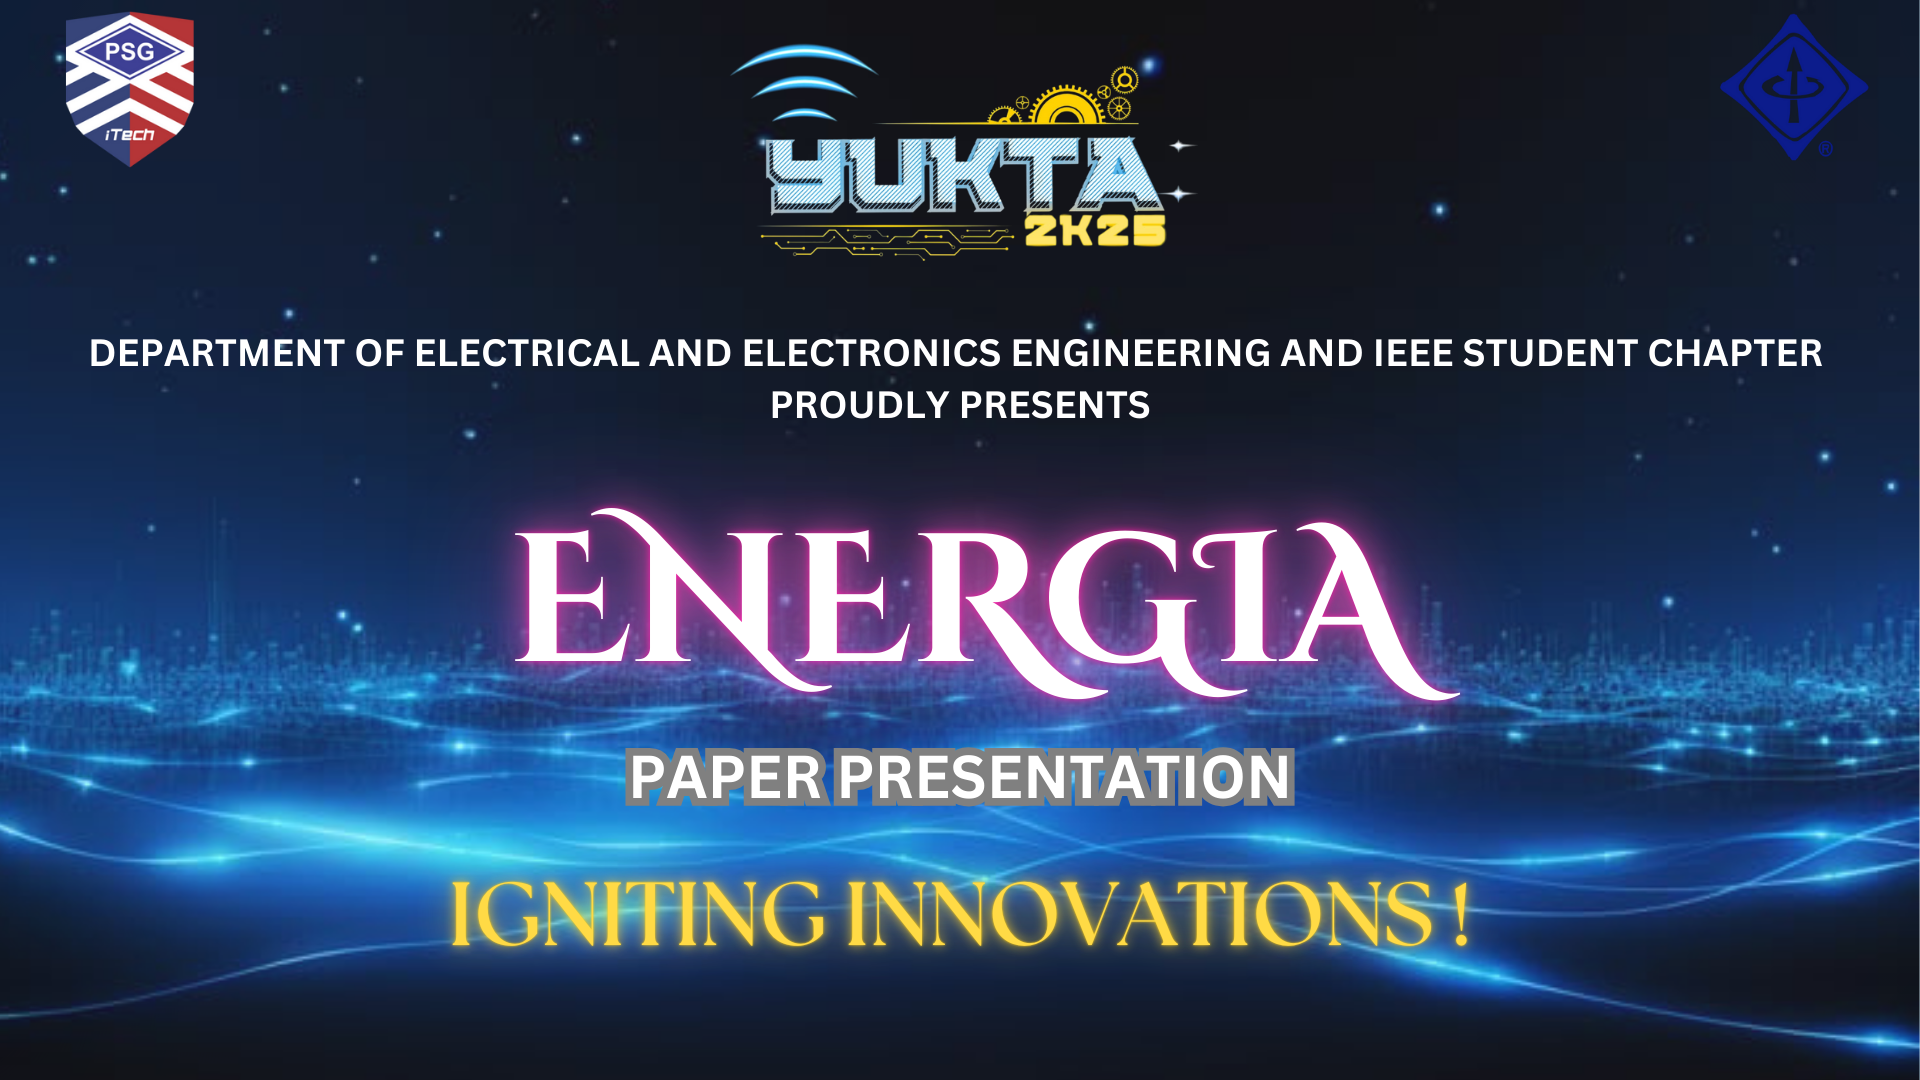 PSG
iTech
YUKTA
2K25
®
DEPARTMENT OF ELECTRICAL AND ELECTRONICS ENGINEERING AND IEEE STUDENT CHAPTER
PROUDLY PRESENTS
ENERGIA
PAPER PRESENTATION
IGNITING INNOVATIONS !